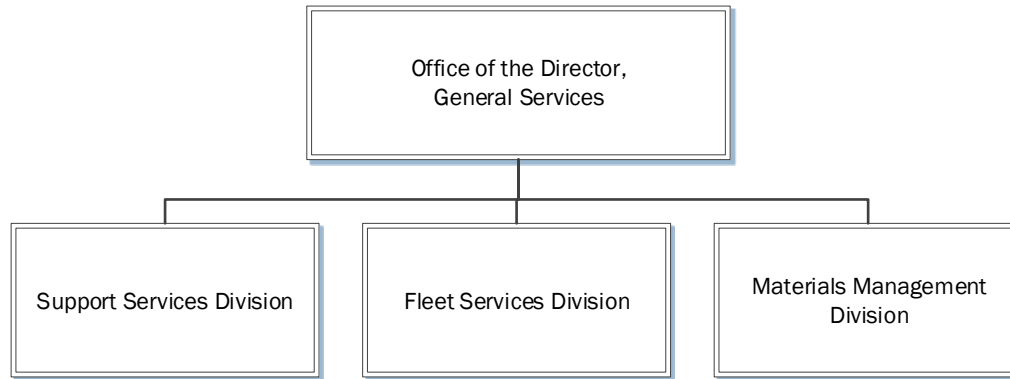 Office of the Director,
General Services
Support Services Division
Fleet Services Division
Materials Management
Division